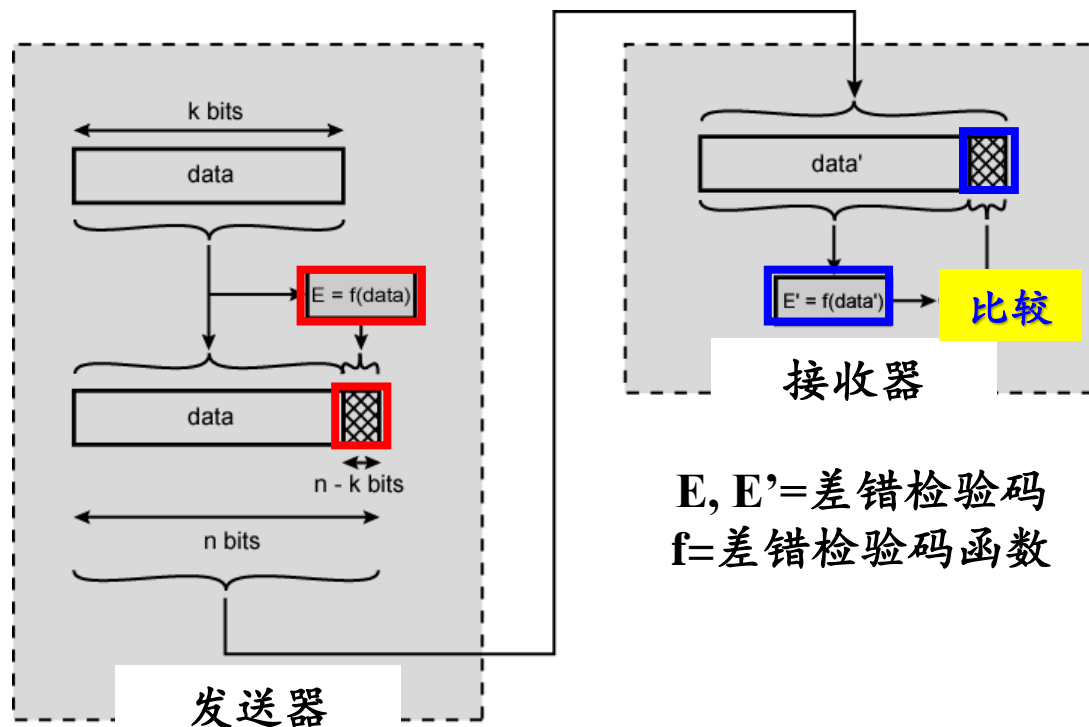 k bits
data
E = f(data)
data
n - k bits
n bits
发送器
data'
E' = f(data')
比较
接收器
E, E’=差错检验码
f=差错检验码函数